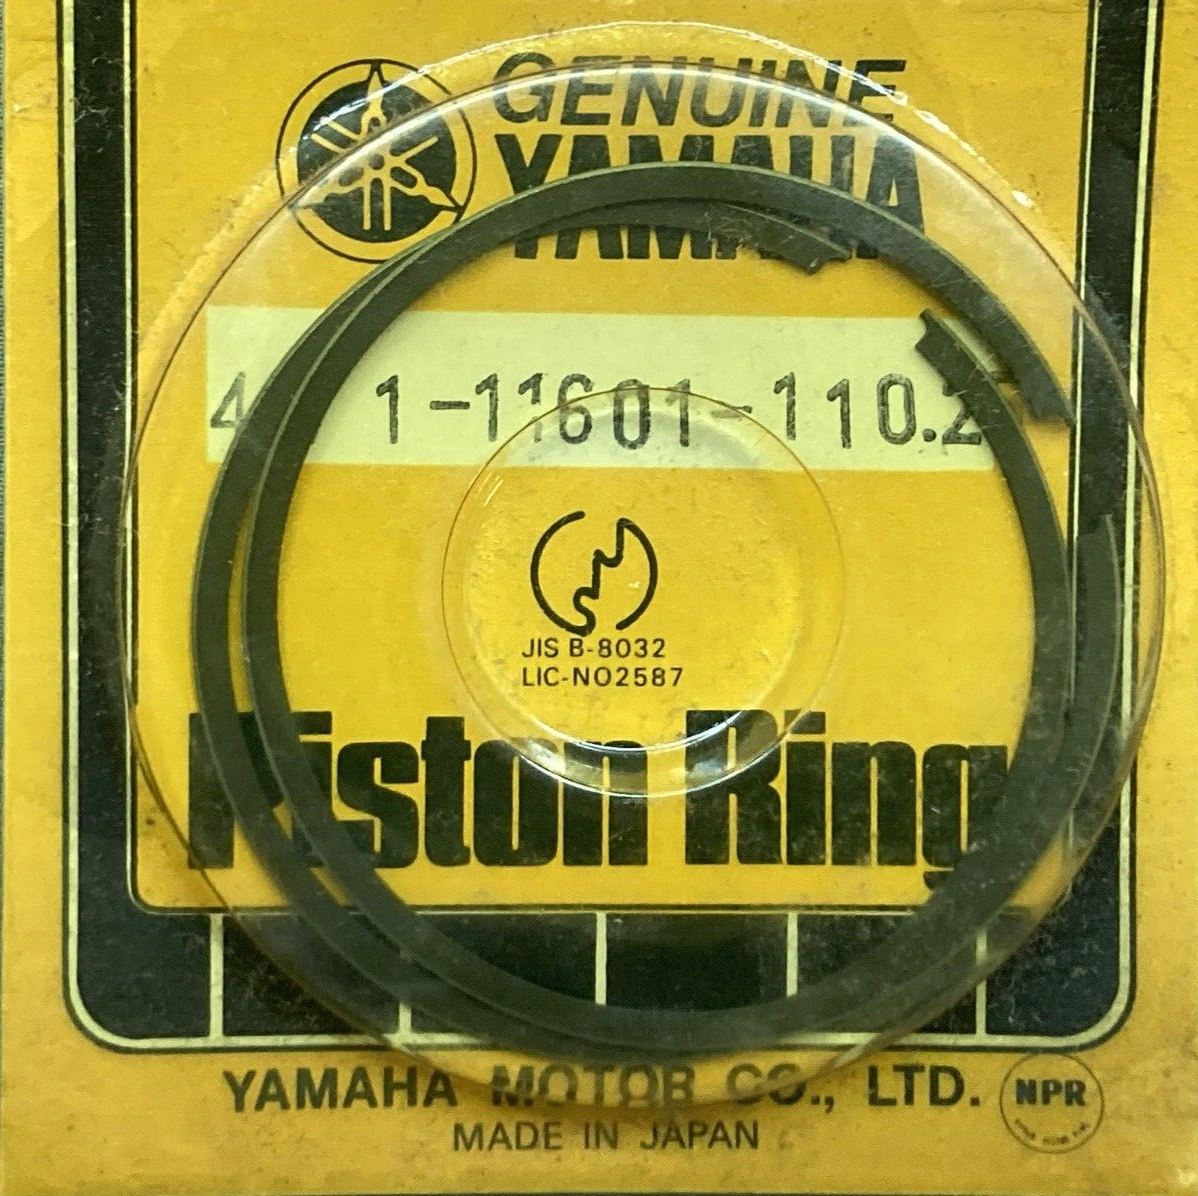 GENUINE
YAMAHA
1-11601-110.2
JIS B-8032
LIC-NO2587
Piston Ring
YAMAHA MOTOR CO., LTD.
NPR
MADE IN JAPAN